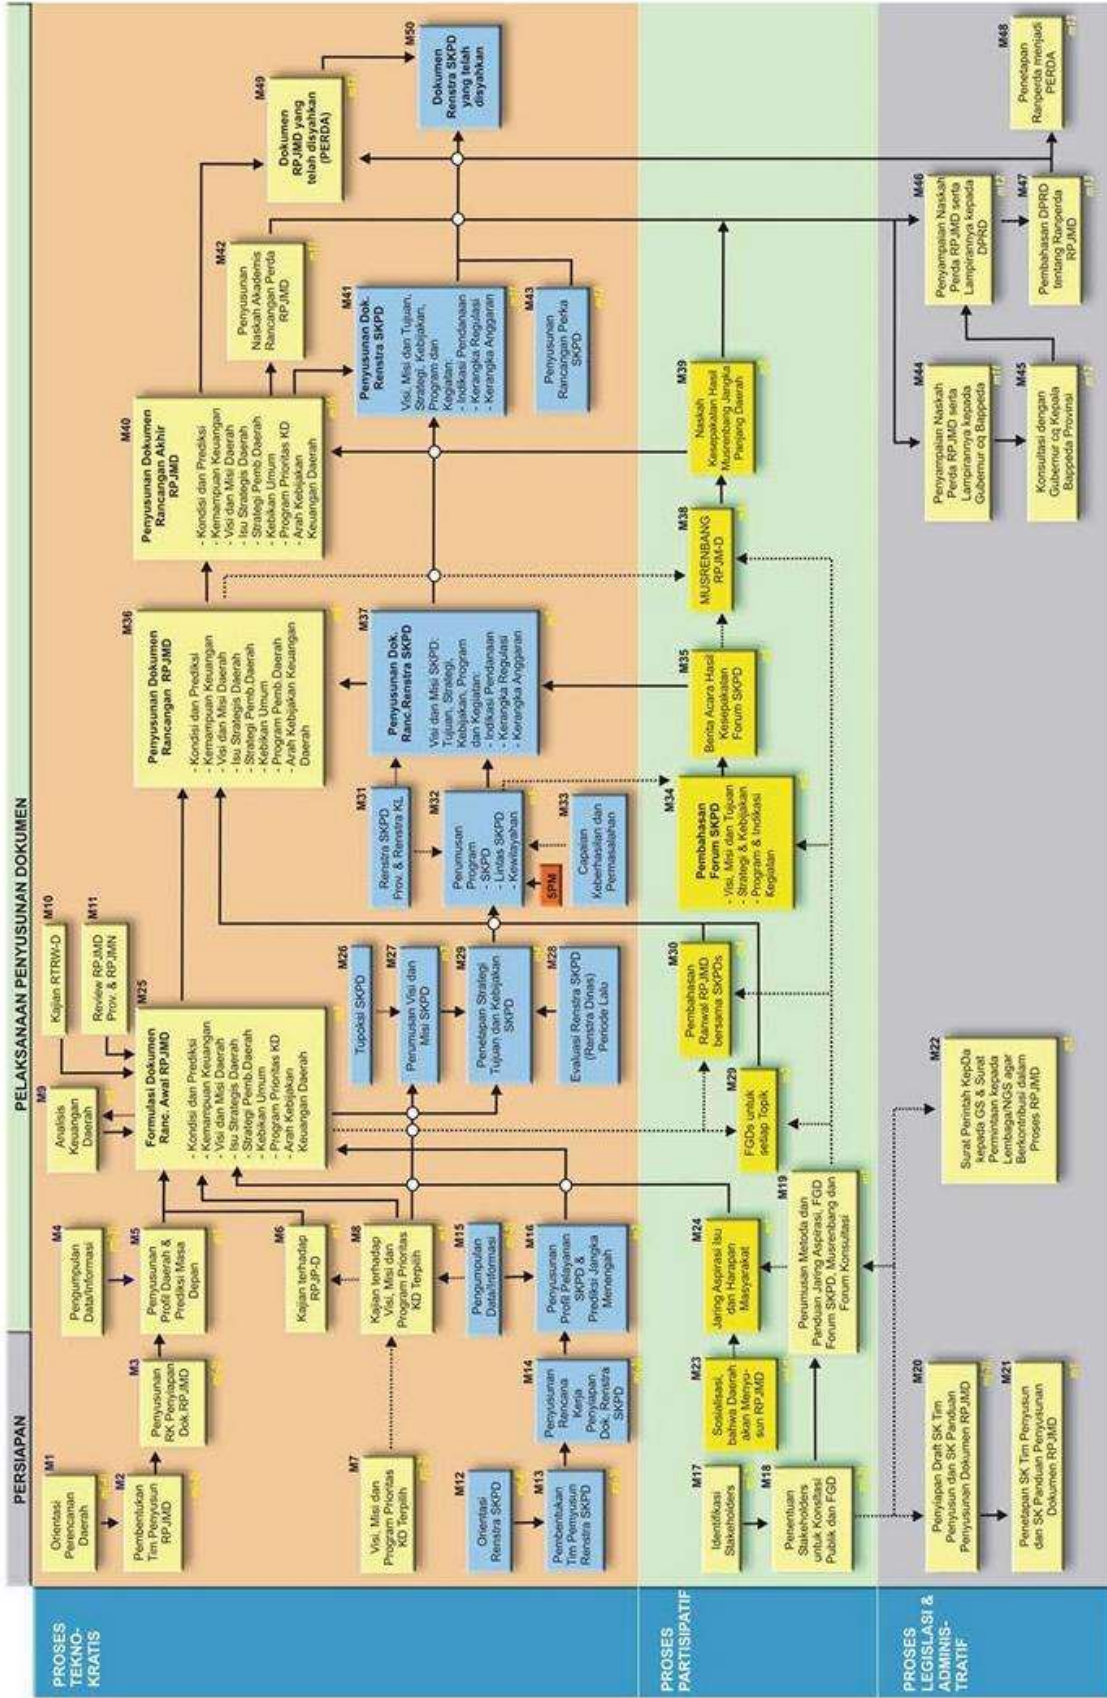 PERSIAPAN
PELAKSANAAN PENYUSUNAN DOKUMEN
PROSES
TEKNO-
KRATIS
M1
Orientasi
Perencanan
Daerah
M2
Pembentukan
Tim Penyusun
RPJMD
M3
Penyusunan
RK Penyiapan
Dok.RPJMD
M4
Pengumpulan
Data/Informasi
M5
Penyusunan
Profil Daerah &
Prediksi Masa
Depan
M6
Kajian terhadap
RPJP-D
M7
Visi, Misi dan
Program Prioritas
KD Terpilih
M8
Kajian terhadap
Visi, Misi dan
Program Prioritas
KD Terpilih
M9
Analisis
Keuangan
Daerah
M10
Kajian RTRW-D
M11
Review RPJMD
Prov. & RPJMN
M25
Formulasi Dokumen
Ranc. Awal RPJMD
- Kondisi dan Prediksi
- Kemampuan Keuangan
- Visi dan Misi Daerah
- Isu Strategis Daerah
- Strategi Pemb.Daerah
- Kebikan Umum
- Program Prioritas KD
- Arah Kebijakan
Keuangan Daerah
M12
Orientasi
Renstra SKPD
M13
Pembentukan
Tim Pemyusun
Renstra SKPD
M14
Penyusunan
Rencana
Kerja
Penyiapan
Dok. Renstra
SKPD
M15
Pengumpulan
Data/Informasi
M16
Penyusunan
Profil Pelayanan
SKPD &
Prediksi Jangka
Menengah
M26
Tupoksi SKPD
M27
Perumusan Visi dan
Misi SKPD
M29
Penetapan Strategi
Tujuan dan Kebijakan
SKPD
M28
Evaluasi Renstra SKPD
(Renstra Dinas)
Periode Lalu
M31
Renstra SKPD
Prov. & Renstra KL
M32
Perumusan
Program
- SKPD
- Lintas SKPD
- Kewilayahan
SPM
M33
Capaian
Keberhasilan dan
Permasalahan
M36
Penyusunan Dokumen
Rancangan RPJMD
- Kondisi dan Prediksi
- Kemampuan Keuangan
- Visi dan Misi Daerah
- Isu Strategis Daerah
- Strategi Pemb.Daerah
- Kebikan Umum
- Program Pemb.Daerah
- Arah Kebijakan Keuangan
Daerah
M37
Penyusunan Dok.
Ranc.Renstra SKPD
Visi dan Misi SKPD:
Tujuan, Strategi,
Kebijakan, Program
dan Kegiatan:
- Indikasi Pendanaan
- Kerangka Regulasi
- Kerangka Anggaran
M40
Penyusunan Dokumen
Rancangan Akhir
RPJMD
- Kondisi dan Prediksi
- Kemampuan Keuangan
- Visi dan Misi Daerah
- Isu Strategis Daerah
- Strategi Pemb.Daerah
- Kebikan Umum
- Program Prioritas KD
- Arah Kebijakan
Keuangan Daerah
M41
Penyusunan Dok.
Renstra SKPD
Visi, Misi dan Tujuan,
Strategi, Kebijakan,
Program dan
Kegiatan:
- Indikasi Pendanaan
- Kerangka Regulasi
- Kerangka Anggaran
M42
Penyusunan
Naskah Akademis
Rancangan Perda
RPJMD
M43
Penyusunan
Rancangan Perka
SKPD
M49
Dokumen
RPJMD yang
telah disyahkan
(PERDA)
M50
Dokumen
Renstra SKPD
yang telah
disyahkan
PROSES
PARTISIPATIF
M17
Identifikasi
Stakeholders
M18
Penentuan
Stakeholders
untuk Konsltasi
Publik dan FGD
M23
Sosialisasi,
bahwa Daerah
akan Menyu-
sun RPJMD
M24
Jaring Aspirasi Isu
dan Harapan
Masyarakat
M19
Perumusan Metoda dan
Panduan Jaring Aspirasi, FGD
Forum SKPD, Musrenbang dan
Forum Konsultasi
M29
FGDs untuk
setiap Topik
M30
Pembahasan
Ranwal RPJMD
bersama SKPDs
M34
Pembahasan
Forum SKPD
- Visi, Misi dan Tujuan
- Strategi & Kebijakan
- Program & Indikasi
Kegiatan
M35
Berita Acara Hasil
Kesepakatan
Forum SKPD
M38
MUSRENBANG
RPJM-D
M39
Naskah
Kesepakatan Hasil
Musrenbang Jangka
Panjang Daerah
PROSES
LEGISLASI &
ADMINIS-
TRATIF
M20
Penyiapan Draft SK Tim
Penyusun dan SK Panduan
Penyusunan Dokumen RPJMD
M21
Penetapan SK Tim Penyusun
dan SK Panduan Penyusunan
Dokumen RPJMD
M22
Surat Perintah KepDa
kepada GS & Surat
Permintaan kepada
Lembaga/NGS agar
Berkontribusi dalam
Proses RPJMD
M44
Penyampaian Naskah
Perda RPJMD serta
Lampirannya kepada
Gubernur cq Bappeda
M45
Konsultasi dengan
Gubernur cq Kepala
Bappeda Provinsi
M46
Penyampaian Naskah
Perda RPJMD serta
Lampirannya kepada
DPRD
M47
Pembahasan DPRD
tentang Ranperda
RPJMD
M48
Penetapan
Ranperda menjadi
PERDA